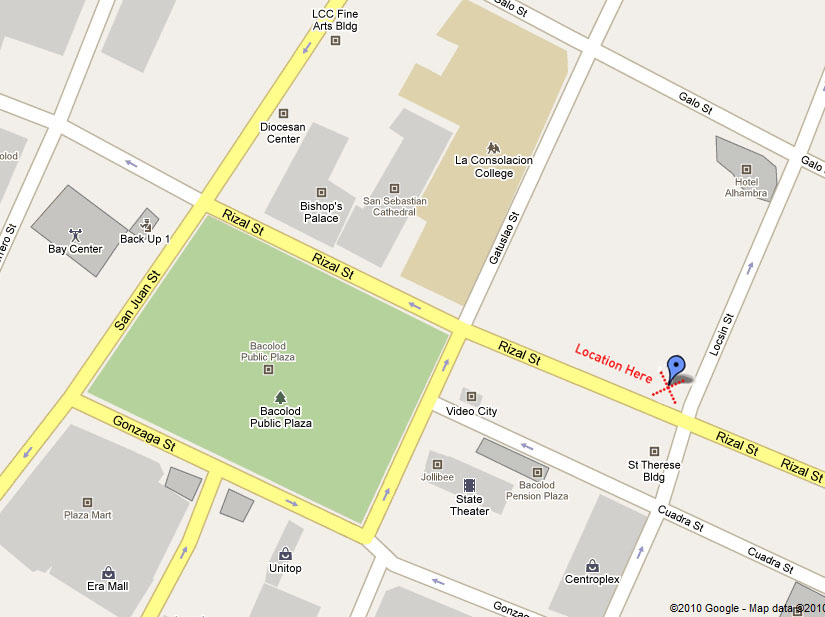 Galo St
LCC Fine
Arts Bldg
Galo St
Diocesan
Center
La Consolacion
College
Galo St
Hotel
Alhambra
Bishop's
Palace
San Sebastian
Cathedral
Rizal St
Back Up 1
Bay Center
Gatuslao St
Rizal St
San Juan St
Locsin St
Bacolod
Public Plaza
Rizal St
Location Here
Bacolod
Public Plaza
Video City
Gonzaga St
Rizal St
Rizal St
St Therese
Bldg
Jollibee
Bacolod
Pension Plaza
State
Theater
Plaza Mart
Cuadra St
Cuadra St
Unitop
Era Mall
Centroplex
©2010 Google - Map data ©2010